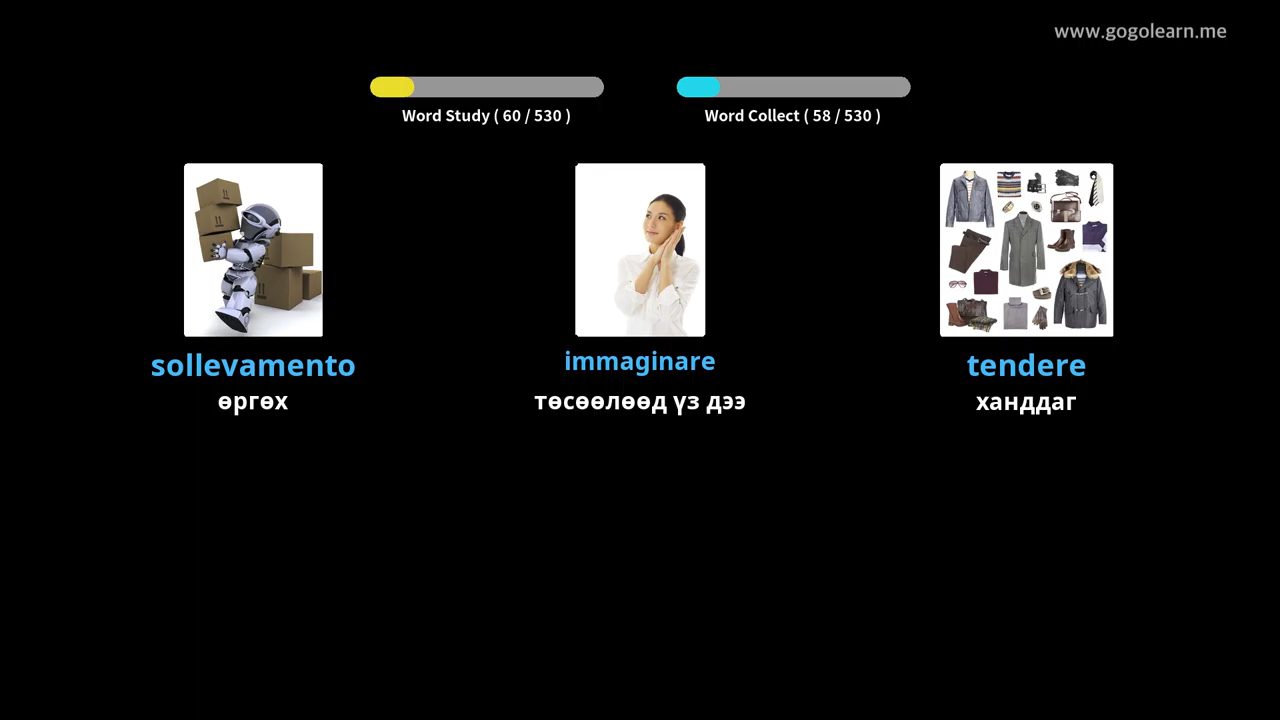 www.gogolearn.me
Word Study ( 60 / 530 )
Word Collect ( 58 / 530 )
sollevamento
өргөх
immaginare
төсөөлөөд үз дээ
tendere
ханддаг